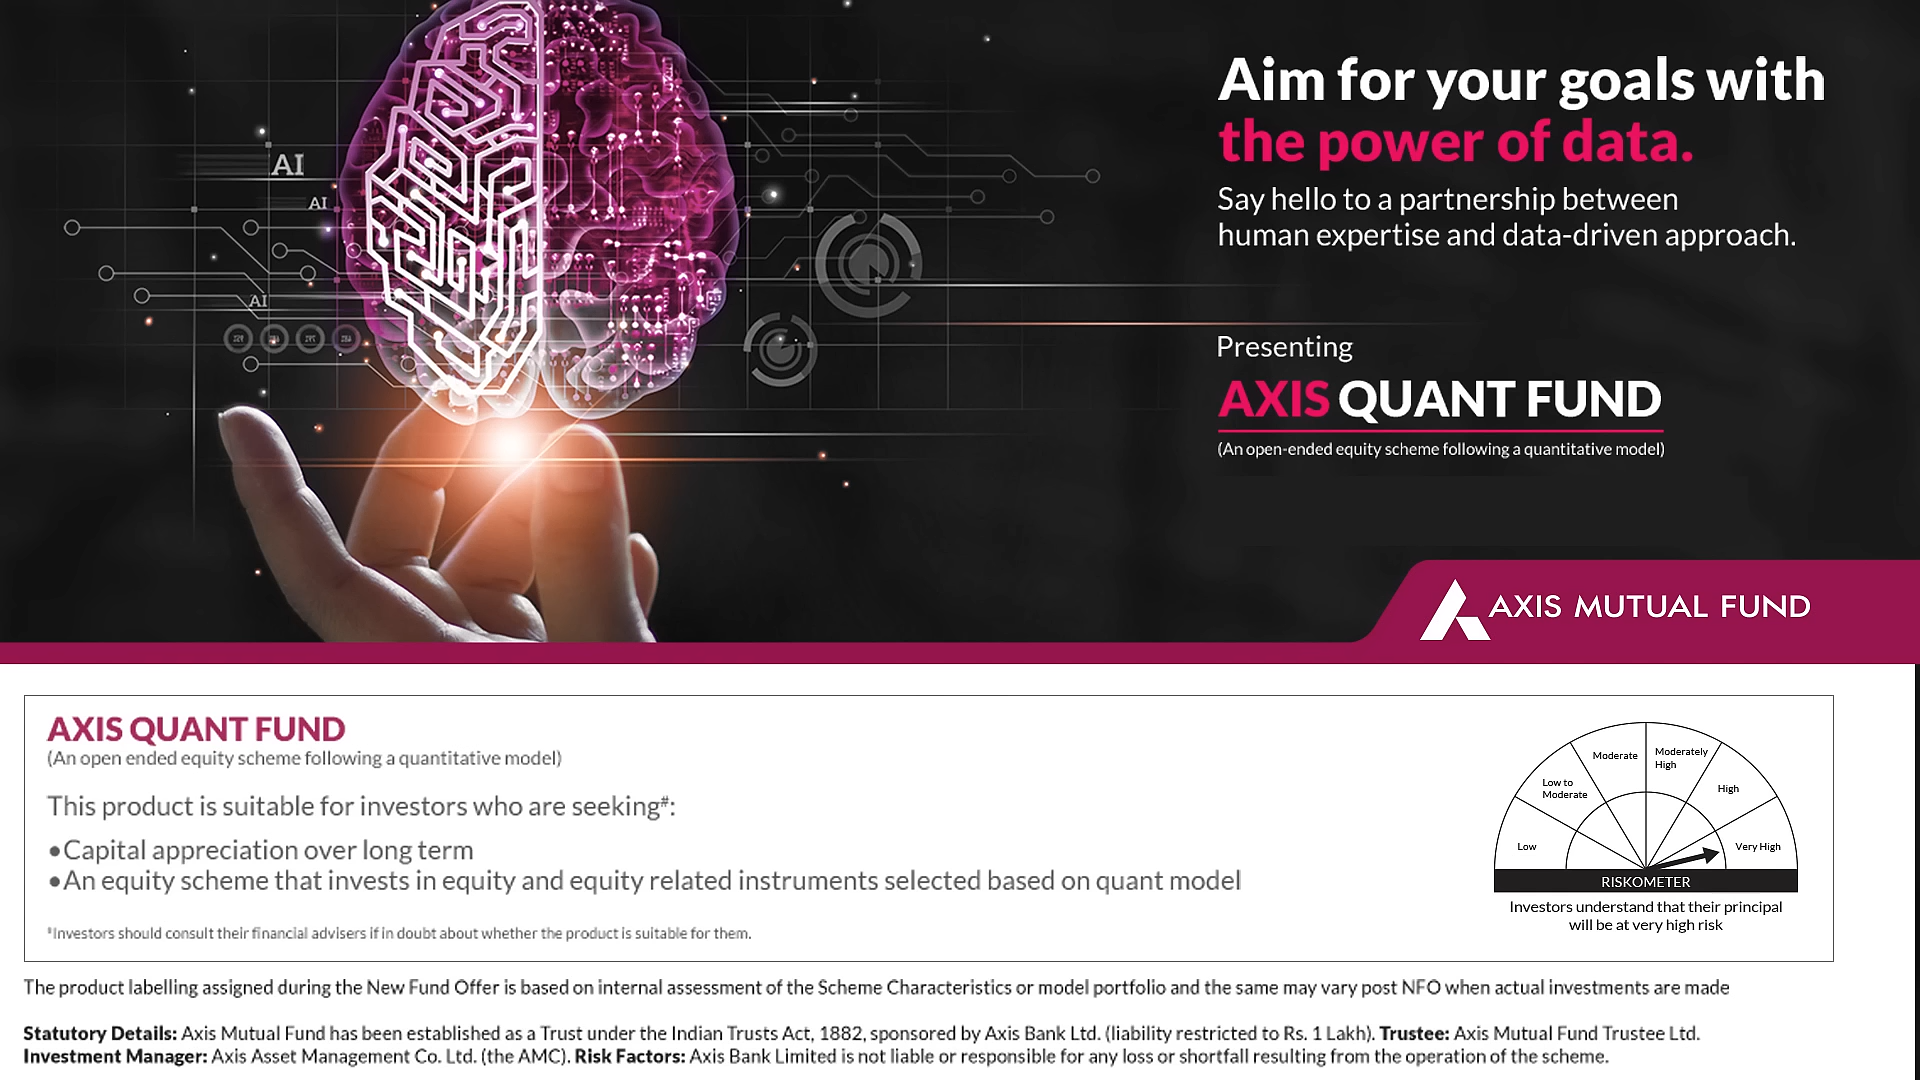 Aim for your goals with
the power of data.
Say hello to a partnership between
human expertise and data-driven approach.
AI
AI
AI
Presenting
AXIS QUANT FUND
(An open-ended equity scheme following a quantitative model)
AXIS MUTUAL FUND
AXIS QUANT FUND
(An open ended equity scheme following a quantitative model)
This product is suitable for investors who are seeking#:
•Capital appreciation over long term
•An equity scheme that invests in equity and equity related instruments selected based on quant model
#Investors should consult their financial advisers if in doubt about whether the product is suitable for them.
Low
Low to
Moderate
Moderate
Moderately
High
High
Very High
RISKOMETER
Investors understand that their principal
will be at very high risk
The product labelling assigned during the New Fund Offer is based on internal assessment of the Scheme Characteristics or model portfolio and the same may vary post NFO when actual investments are made
Statutory Details: Axis Mutual Fund has been established as a Trust under the Indian Trusts Act, 1882, sponsored by Axis Bank Ltd. (liability restricted to Rs. 1 Lakh). Trustee: Axis Mutual Fund Trustee Ltd.
Investment Manager: Axis Asset Management Co. Ltd. (the AMC). Risk Factors: Axis Bank Limited is not liable or responsible for any loss or shortfall resulting from the operation of the scheme.